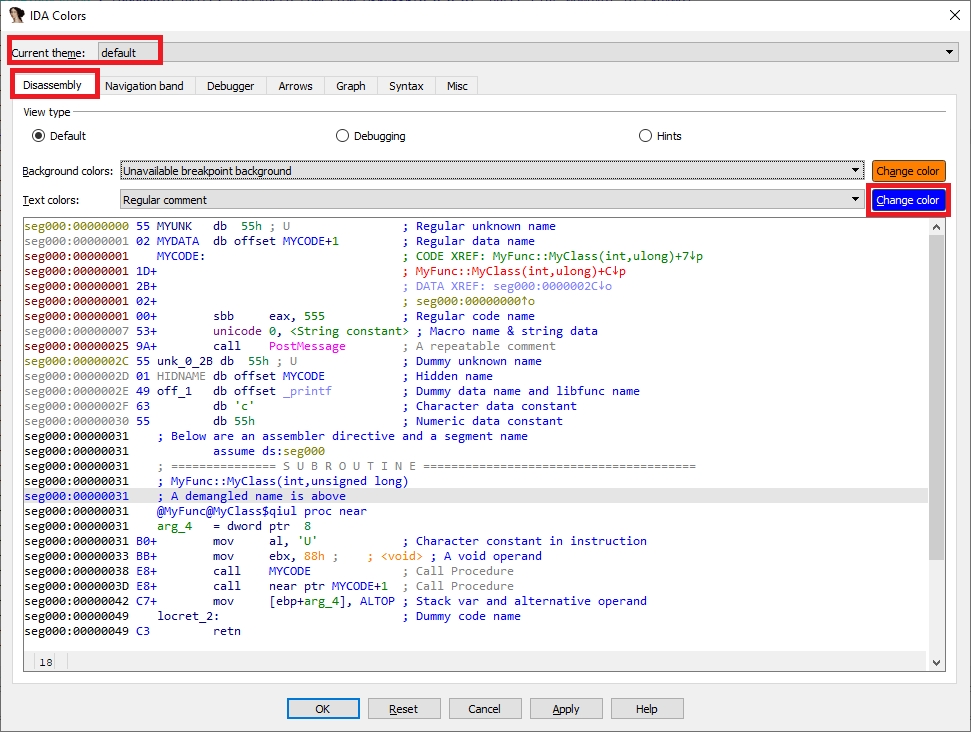 IDA Colors
Current theme: default
Disassembly Navigation band Debugger Arrows Graph Syntax Misc
View type
Default Debugging Hints
Background colors: Unavailable breakpoint background Change color
Text colors: Regular comment Change color
seg000:00000000 55 MYUNK db 55h ; U ; Regular unknown name
seg000:00000001 02 MYDATA db offset MYCODE+1 ; Regular data name
seg000:00000001 MYCODE: ; CODE XREF: MyFunc::MyClass(int,ulong)+7↓p
seg000:00000001 1D+ ; MyFunc::MyClass(int,ulong)+C↓p
seg000:00000001 2B+ ; DATA XREF: seg000:0000002C↓o
seg000:00000001 02+ ; seg000:00000000↑o
seg000:00000001 00+ sbb eax, 555 ; Regular code name
seg000:00000007 53+ unicode 0, <String constant> ; Macro name & string data
seg000:00000025 9A+ call PostMessage ; A repeatable comment
seg000:0000002C 55 unk_0_2B db 55h ; U ; Dummy unknown name
seg000:0000002D 01 HIDNAME db offset MYCODE ; Hidden name
seg000:0000002E 49 off_1 db offset _printf ; Dummy data name and libfunc name
seg000:0000002F 63 db 'c' ; Character data constant
seg000:00000030 55 db 55h ; Numeric data constant
seg000:00000031 ; Below are an assembler directive and a segment name
seg000:00000031 assume ds:seg000
seg000:00000031 ; =============== S U B R O U T I N E =======================================
seg000:00000031 ; MyFunc::MyClass(int,unsigned long)
seg000:00000031 ; A demangled name is above
seg000:00000031 @MyFunc@MyClass$qiul proc near
seg000:00000031 arg_4 = dword ptr 8
seg000:00000031 B0+ mov al, 'U' ; Character constant in instruction
seg000:00000033 BB+ mov ebx, 88h ; ; <void> ; A void operand
seg000:00000038 E8+ call MYCODE ; Call Procedure
seg000:0000003D E8+ call near ptr MYCODE+1 ; Call Procedure
seg000:00000042 C7+ mov [ebp+arg_4], ALTOP ; Stack var and alternative operand
seg000:00000049 locret_2: ; Dummy code name
seg000:00000049 C3 retn
18
OK Reset Cancel Apply Help